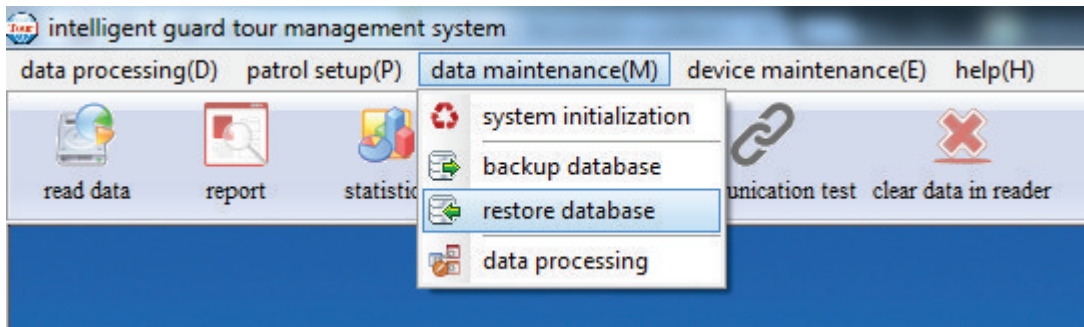 intelligent guard tour management system
data processing(D) patrol setup(P) data maintenance(M) device maintenance(E) help(H)
system initialization
backup database
restore database
data processing
read data report statistic unication test clear data in reader